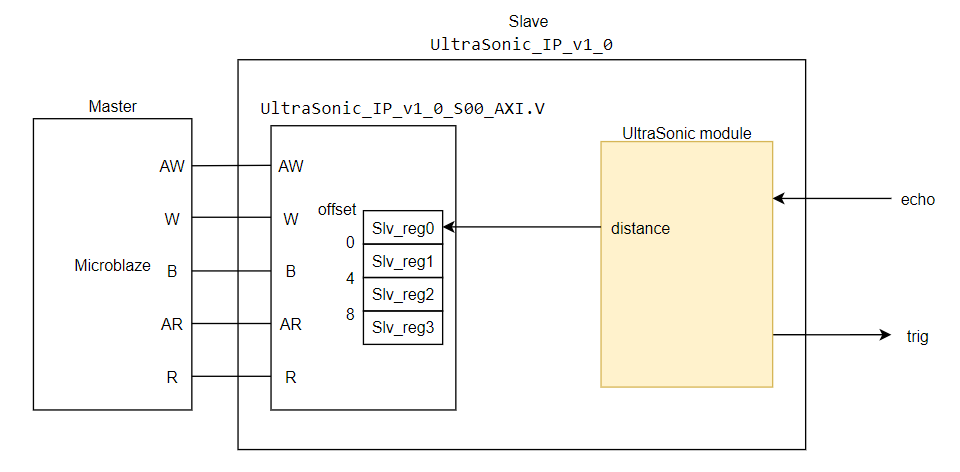 Slave
UltraSonic_IP_v1_0
Master
UltraSonic_IP_v1_0_S00_AXI.V
UltraSonic module
AW
AW
W
W
offset
Slv_reg0
distance
echo
0
Microblaze
B
B
Slv_reg1
4
Slv_reg2
8
AR
AR
Slv_reg3
trig
R
R